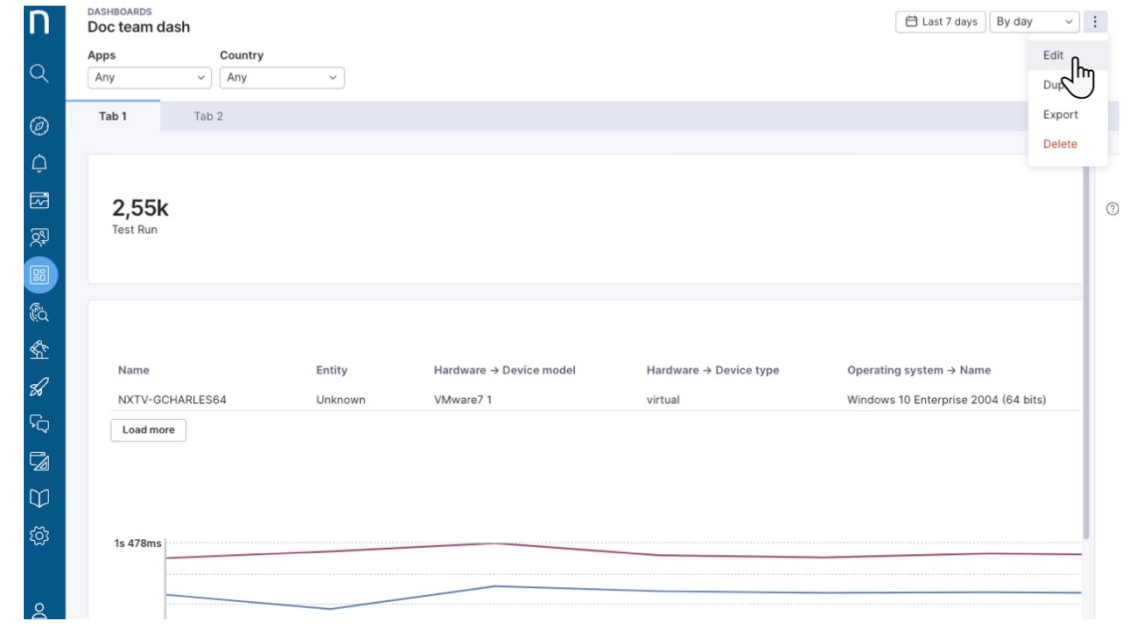 DASHBOARDS
Doc team dash
Last 7 days
By day
Apps
Country
Any
Any
Edit
Export
Delete
Tab 1
Tab 2
2,55k
Test Run
Name Entity Hardware → Device model Hardware → Device type Operating system → Name
NXTV-GCHARLES64 Unknown VMware7 1 virtual Windows 10 Enterprise 2004 (64 bits)
Load more
1s 478ms